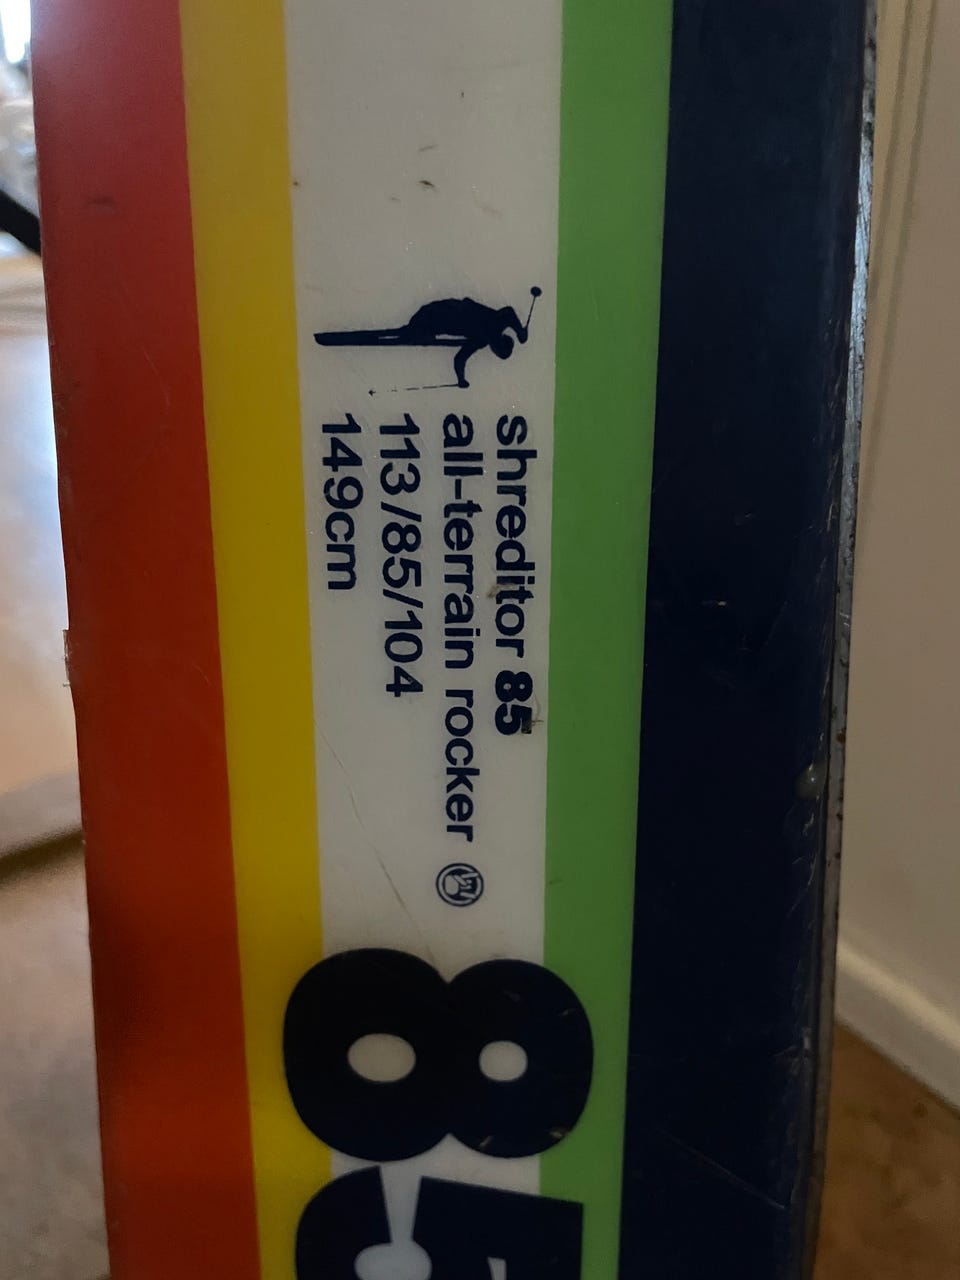 shreditor 85
all-terrain rocker
113/85/104
149cm
85